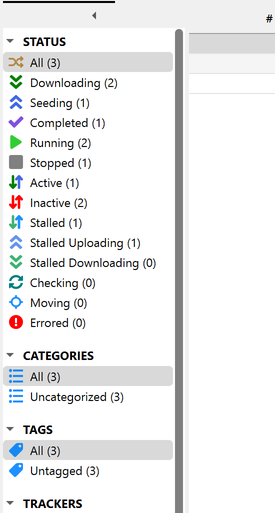 #
STATUS
All (3)
Downloading (2)
Seeding (1)
Completed (1)
Running (2)
Stopped (1)
Active (1)
Inactive (2)
Stalled (1)
Stalled Uploading (1)
Stalled Downloading (0)
Checking (0)
Moving (0)
Errored (0)
CATEGORIES
All (3)
Uncategorized (3)
TAGS
All (3)
Untagged (3)
TRACKERS